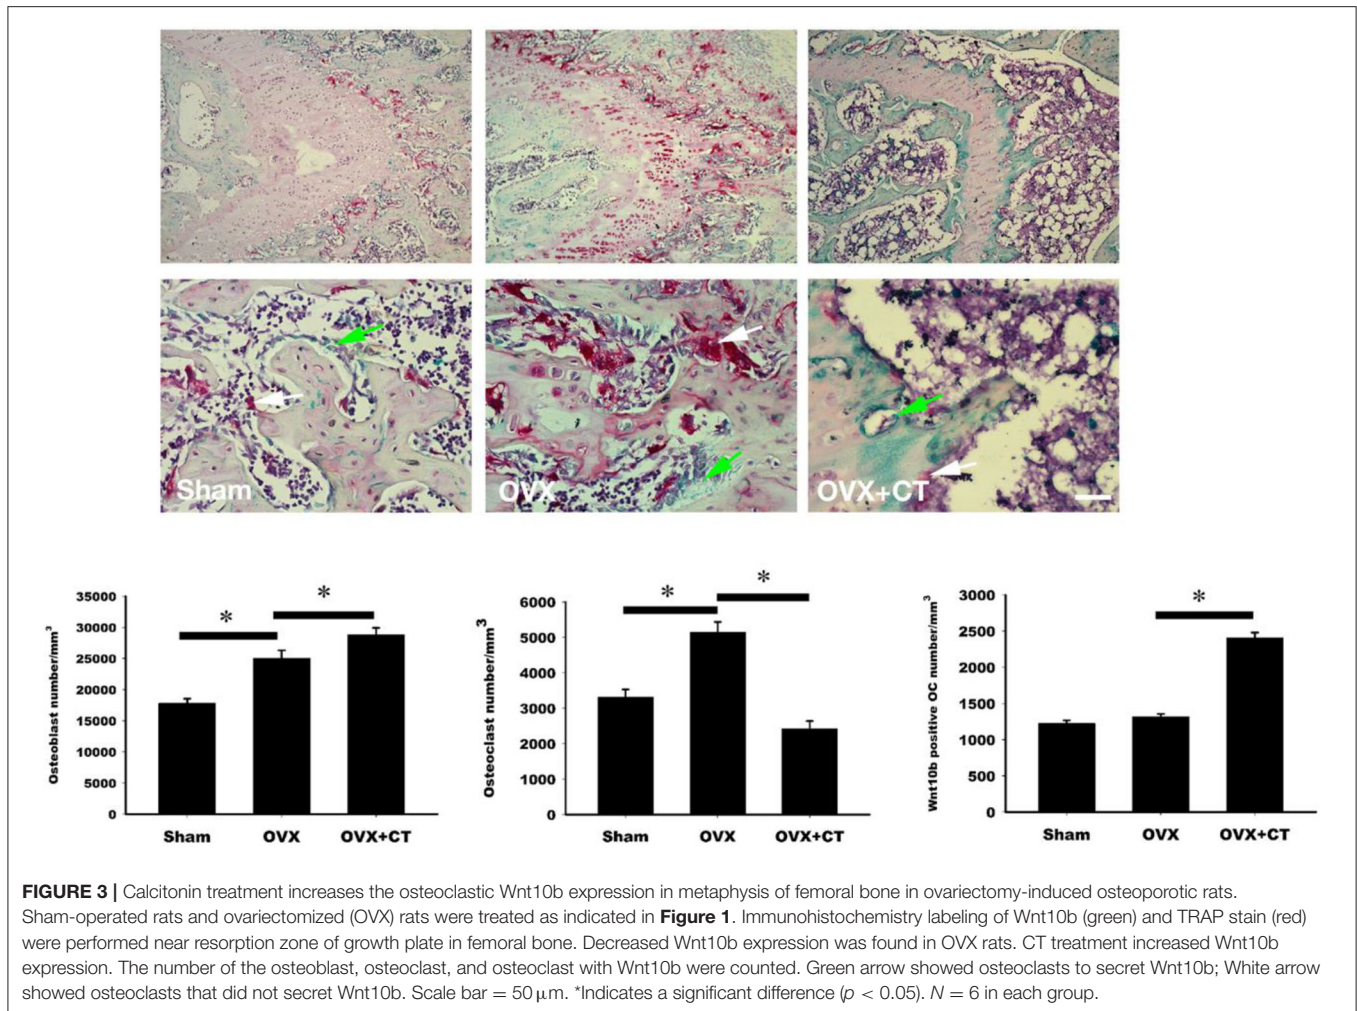 Sham
OVX
OVX+CT
35000
30000
25000
20000
15000
10000
5000
0
Osteoblast number/mm³
*
*
Sham
OVX
OVX+CT
6000
5000
4000
3000
2000
1000
0
Osteoclast number/mm³
*
*
Sham
OVX
OVX+CT
3000
2500
2000
1500
1000
500
0
Wnt10b positive OC number/mm³
*
Sham
OVX
OVX+CT
FIGURE 3 | Calcitonin treatment increases the osteoclastic Wnt10b expression in metaphysis of femoral bone in ovariectomy-induced osteoporotic rats.
Sham-operated rats and ovariectomized (OVX) rats were treated as indicated in Figure 1. Immunohistochemistry labeling of Wnt10b (green) and TRAP stain (red)
were performed near resorption zone of growth plate in femoral bone. Decreased Wnt10b expression was found in OVX rats. CT treatment increased Wnt10b
expression. The number of the osteoblast, osteoclast, and osteoclast with Wnt10b were counted. Green arrow showed osteoclasts to secret Wnt10b; White arrow
showed osteoclasts that did not secret Wnt10b. Scale bar = 50 μm. *Indicates a significant difference (p < 0.05). N = 6 in each group.